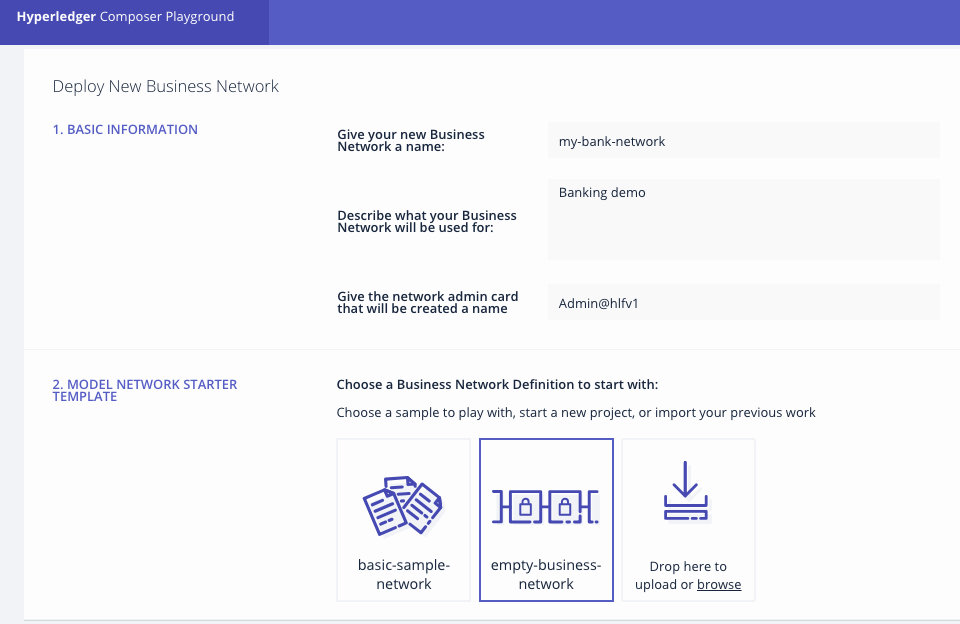 Hyperledger Composer Playground
Deploy New Business Network
1. BASIC INFORMATION
Give your new Business
Network a name:
my-bank-network
Describe what your Business
Network will be used for:
Banking demo
Give the network admin card
that will be created a name
Admin@hlfv1
2. MODEL NETWORK STARTER
TEMPLATE
Choose a Business Network Definition to start with:
Choose a sample to play with, start a new project, or import your previous work
basic-sample-
network
empty-business-
network
Drop here to
upload or browse